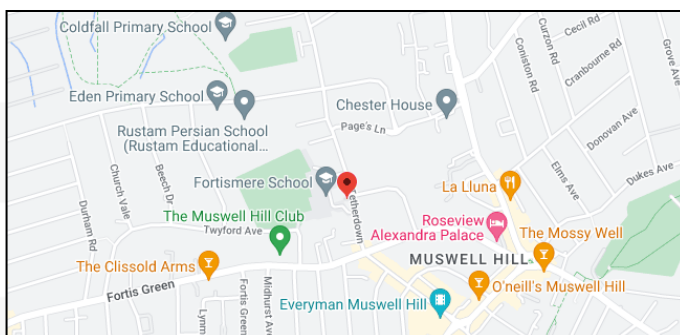 Coldfall Primary School
Cecil Rd
Curzon Rd
Coniston Rd
Grove Ave
Cranbourne Rd
Eden Primary School
Chester House
Rustam Persian School
(Rustam Educational...
Page's Ln
Donovan Ave
Elms Ave
Dukes Ave
Church Vale
Beech Dr
Durham Rd
Fortismere School
Tetherdown
La Lluna
The Muswell Hill Club
Twyford Ave
Roseview
Alexandra Palace
The Mossy Well
The Clissold Arms
MUSWELL HILL
Fortis Green
O'neill's Muswell Hill
Everyman Muswell Hill
Lynm
Fortis Green
Midhurst Ave